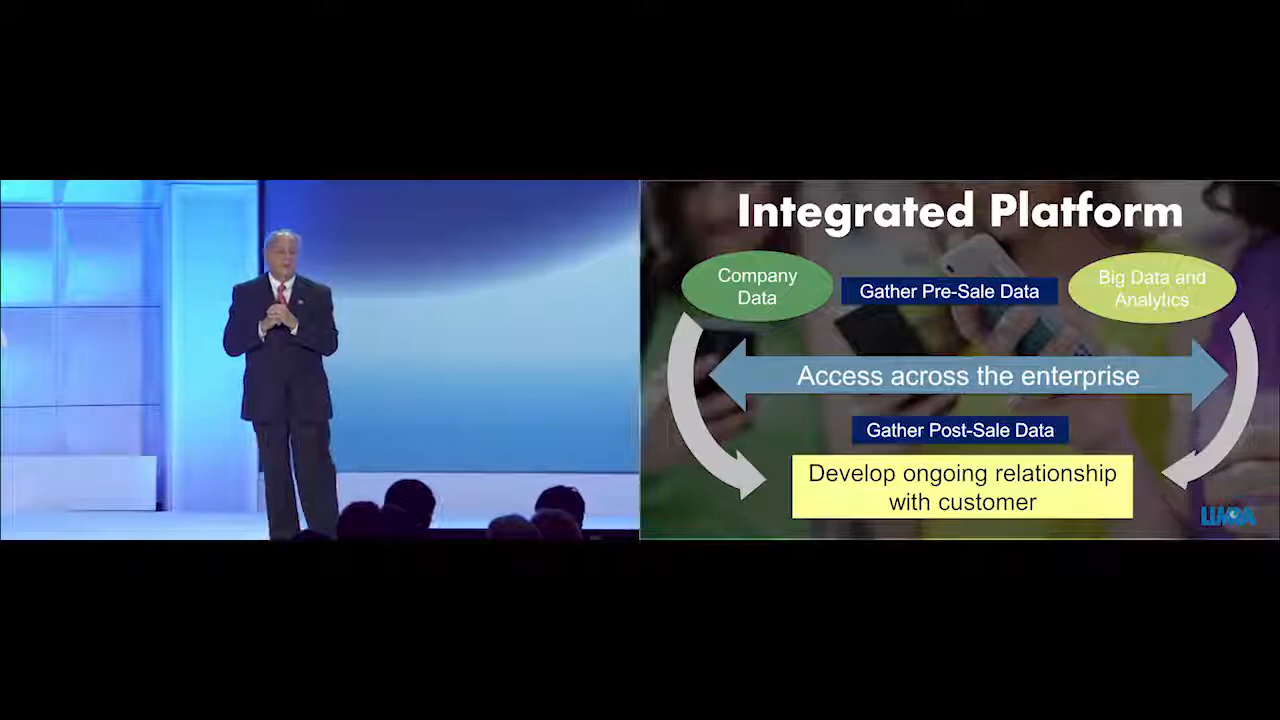 Integrated Platform
Company
Data
Gather Pre-Sale Data
Big Data and
Analytics
Access across the enterprise
Gather Post-Sale Data
Develop ongoing relationship
with customer
LIMRA